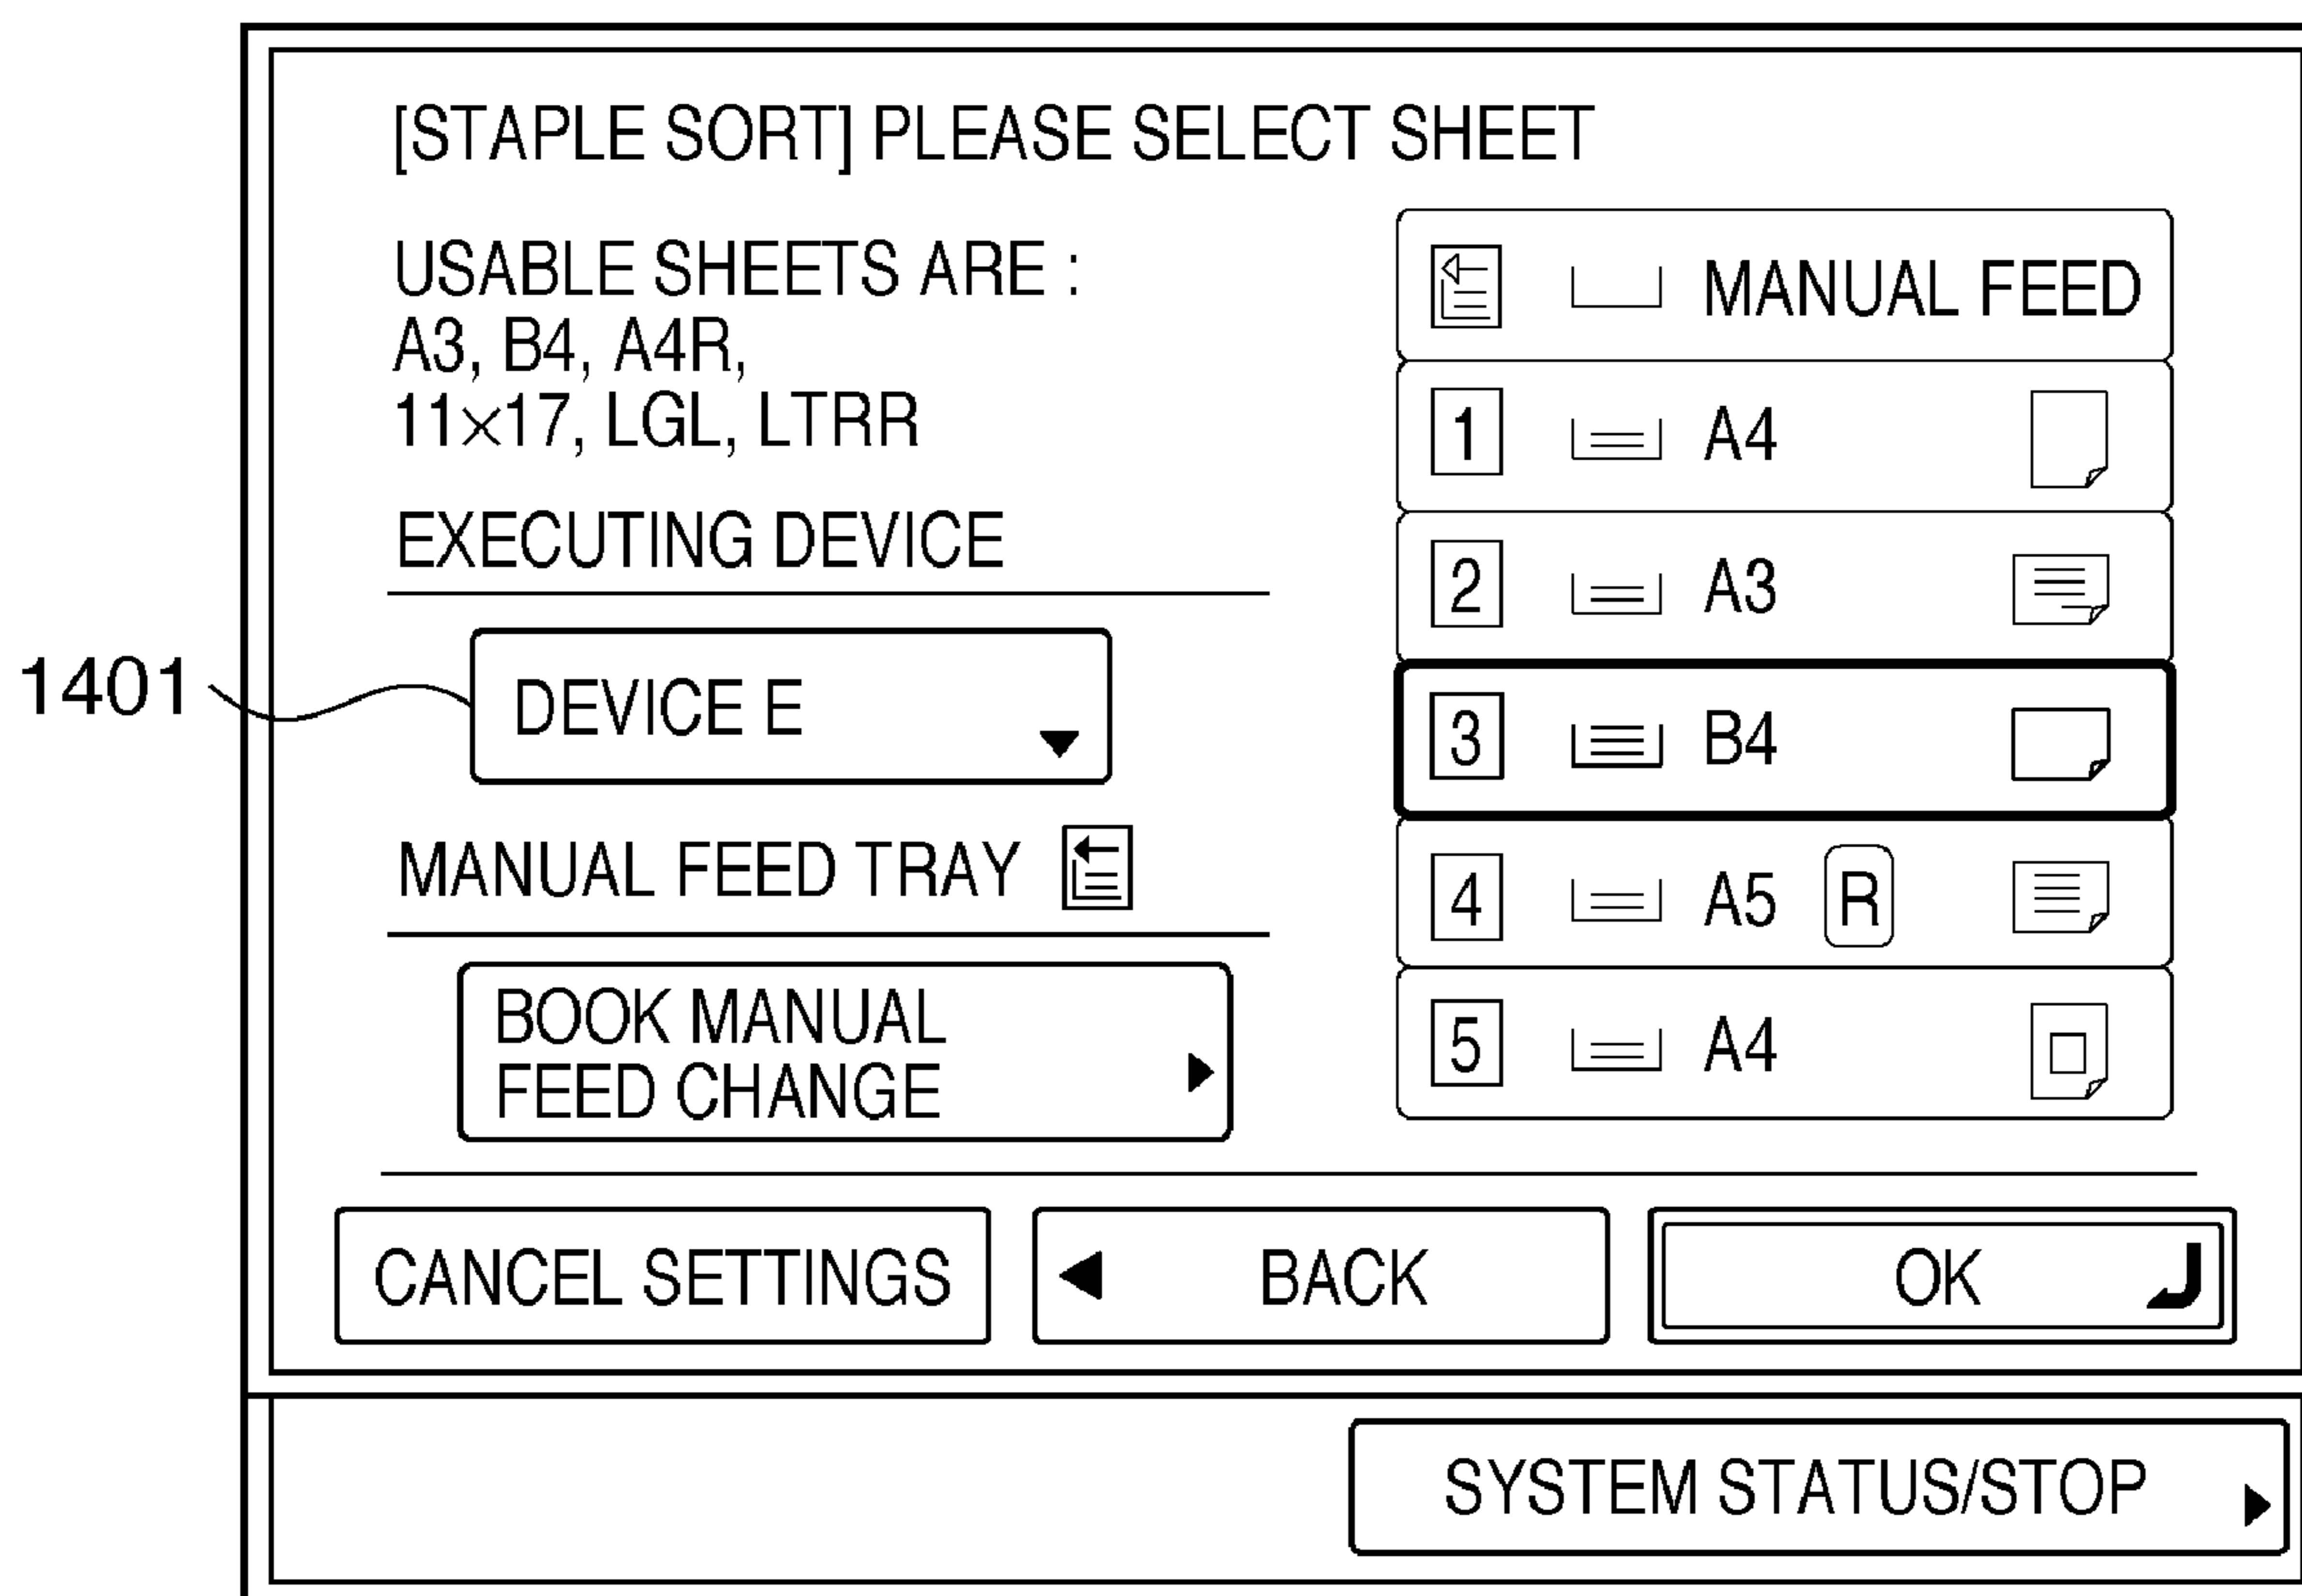 [STAPLE SORT] PLEASE SELECT SHEET
USABLE SHEETS ARE :
A3, B4, A4R,
11×17, LGL, LTRR
EXECUTING DEVICE
1401
DEVICE E
MANUAL FEED TRAY
BOOK MANUAL
FEED CHANGE
MANUAL FEED
1 A4
2 A3
3 B4
4 A5 R
5 A4
CANCEL SETTINGS
BACK
OK
SYSTEM STATUS/STOP